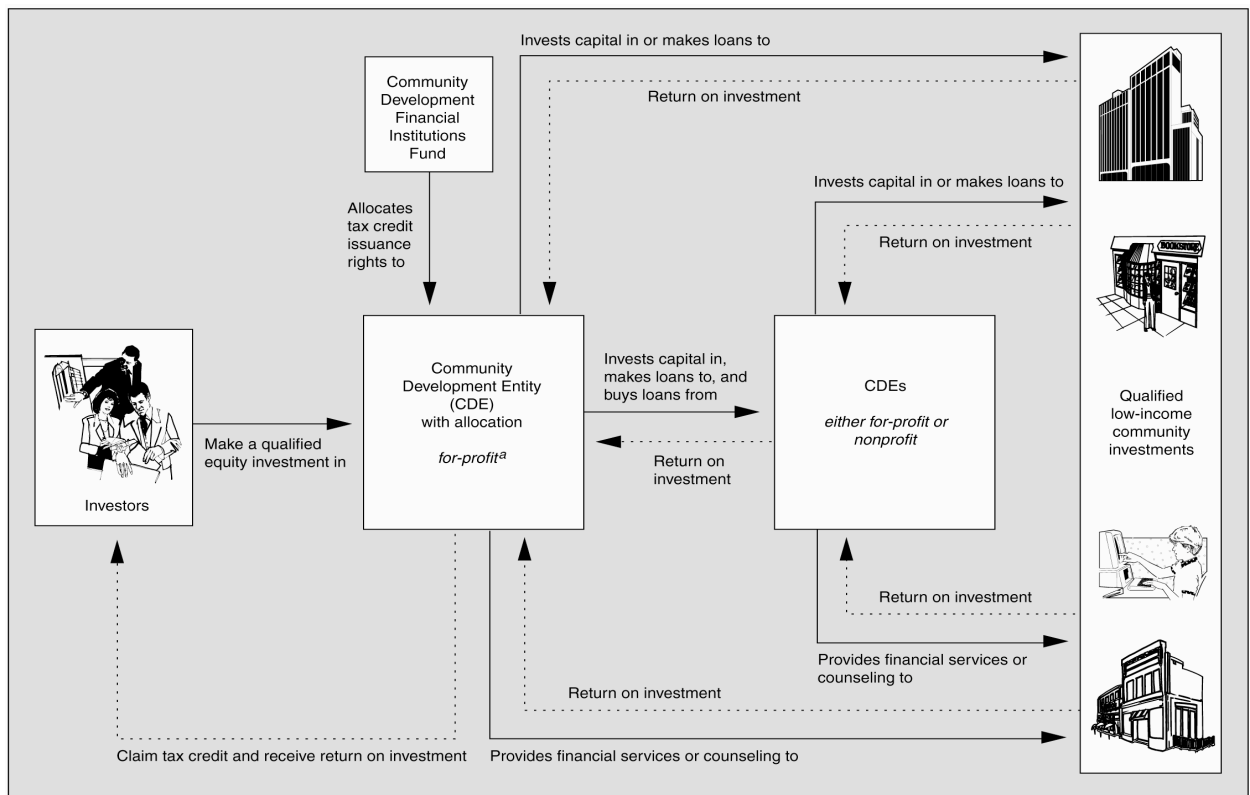 Invests capital in or makes loans to
Community
Development
Financial
Institutions
Fund
Return on investment
Invests capital in or makes loans to
Allocates
tax credit
issuance
rights to
Return on investment
BOOKSTORE
Investors
Make a qualified
equity investment in
Community
Development Entity
(CDE)
with allocation
for-profitᵃ
Invests capital in,
makes loans to, and
buys loans from
Return on
investment
CDEs
either for-profit or
nonprofit
Qualified
low-income
community
investments
Return on investment
Provides financial services or
counseling to
Return on investment
Claim tax credit and receive return on investment
Provides financial services or counseling to